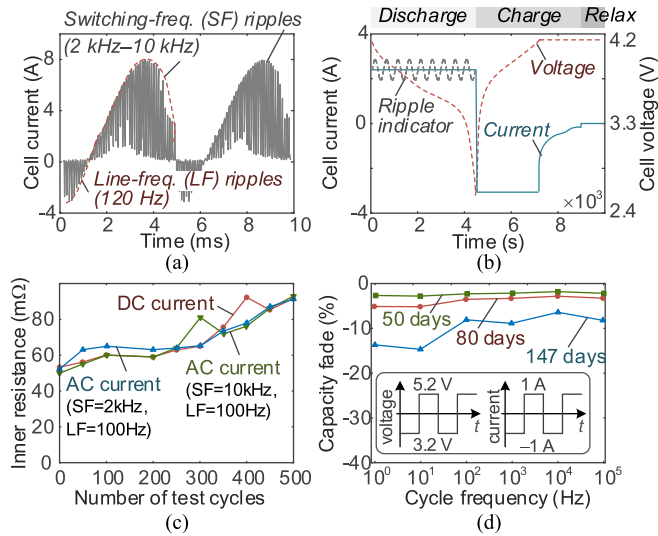 Switching-freq. (SF) ripples
(2 kHz–10 kHz)
Cell current (A)
8
4
0
−4
Line-freq. (LF) ripples
(120 Hz)
0 2 4 6 8 10
Time (ms)
(a)
Discharge Charge Relax
Cell current (A)
4
2
0
−2
−4
Ripple
indicator
Voltage
Current
×10³
4.2
3.3
2.4
Cell voltage (V)
0 2 4 6 8
Time (s)
(b)
Inner resistance (mΩ)
80
60
40
20
0
DC current
AC current
(SF=2kHz,
LF=100Hz)
AC current
(SF=10kHz,
LF=100Hz)
0 100 200 300 400 500
Number of test cycles
(c)
Capacity fade (%)
0
−10
−20
−30
−40
50 days
80 days
147 days
voltage
5.2 V
3.2 V
t
current
1 A
−1 A
t
10⁰ 10¹ 10² 10³ 10⁴ 10⁵
Cycle frequency (Hz)
(d)